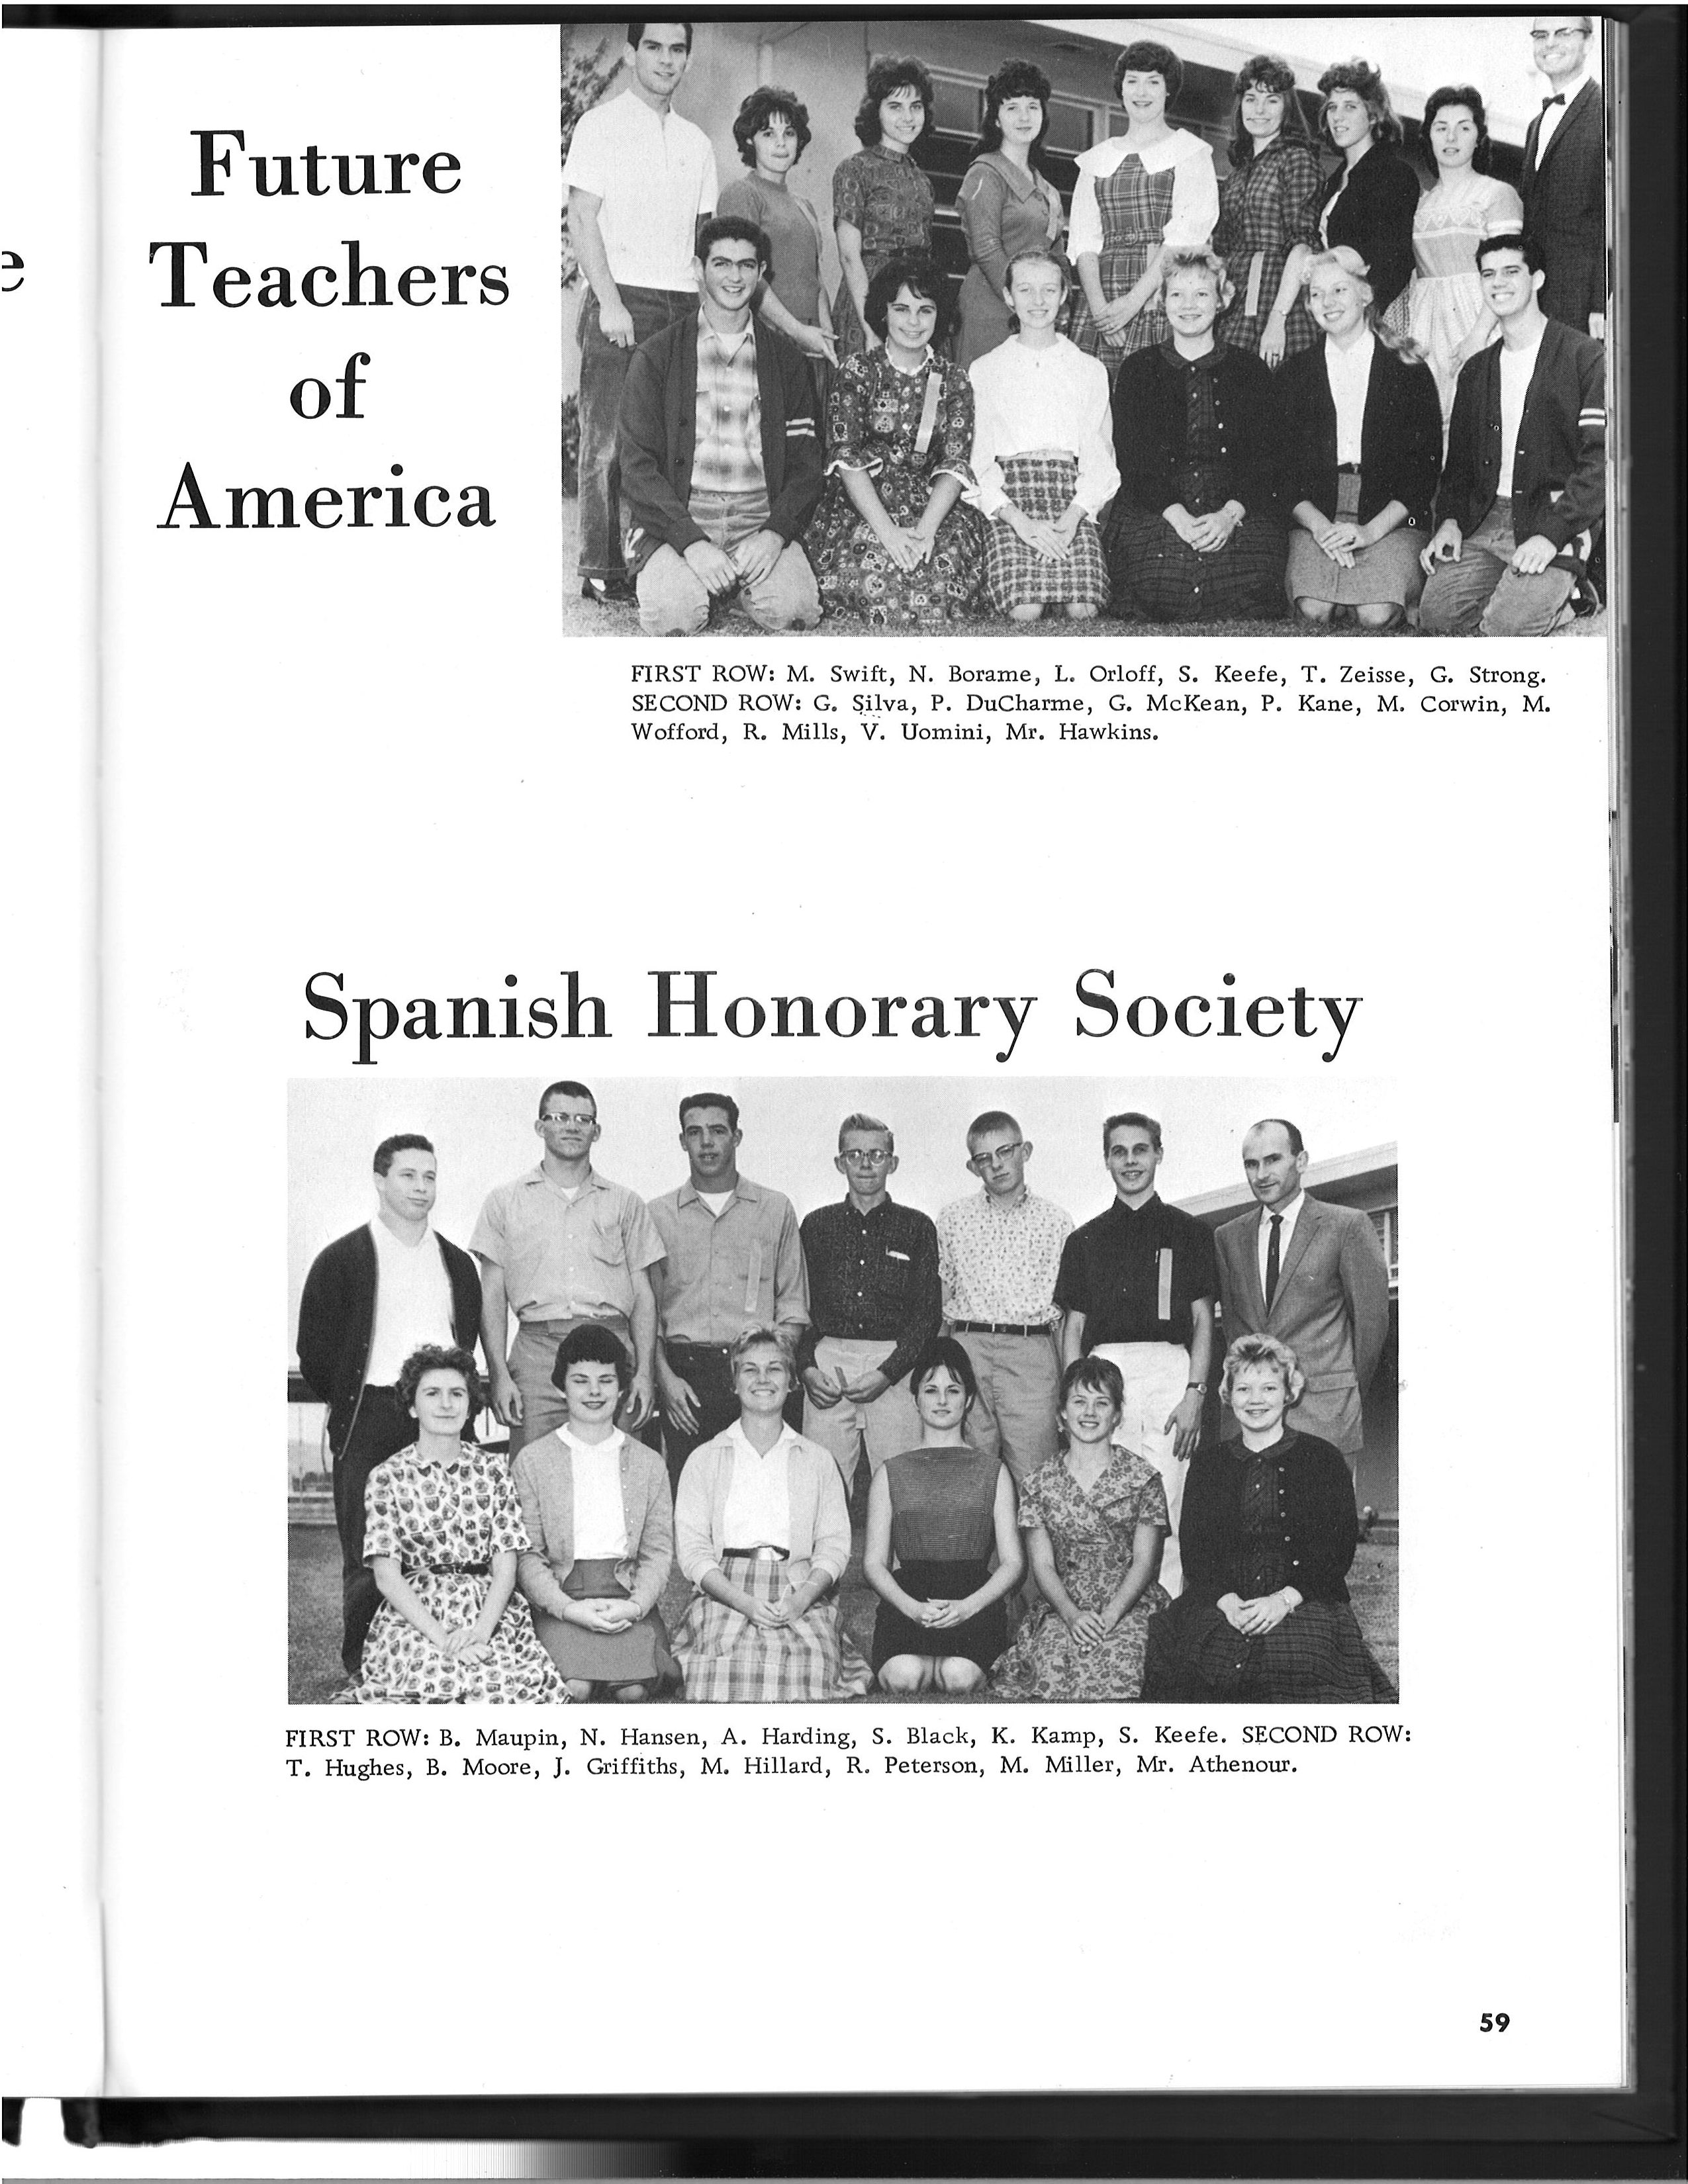 e
Future
Teachers
of
America
FIRST ROW: M. Swift, N. Borame, L. Orloff, S. Keefe, T. Zeisse, G. Strong.
SECOND ROW: G. Silva, P. DuCharme, G. McKean, P. Kane, M. Corwin, M.
Wofford, R. Mills, V. Uomini, Mr. Hawkins.
Spanish Honorary Society
FIRST ROW: B. Maupin, N. Hansen, A. Harding, S. Black, K. Kamp, S. Keefe. SECOND ROW:
T. Hughes, B. Moore, J. Griffiths, M. Hillard, R. Peterson, M. Miller, Mr. Athenour.
59